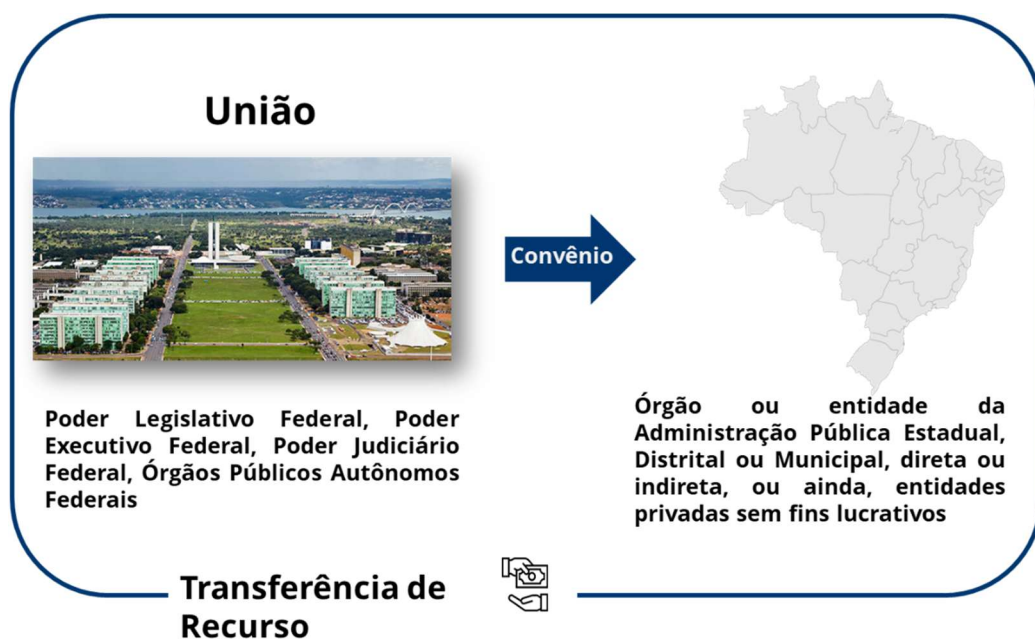 União
Convênio
Poder Legislativo Federal, Poder
Executivo Federal, Poder Judiciário
Federal, Órgãos Públicos Autônomos
Federais
Órgão ou entidade da
Administração Pública Estadual,
Distrital ou Municipal, direta ou
indireta, ou ainda, entidades
privadas sem fins lucrativos
Transferência de
Recurso